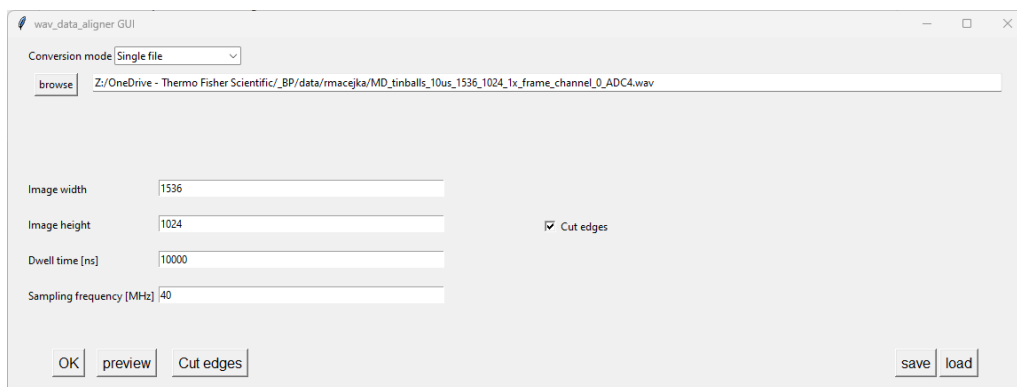 wav_data_aligner GUI
Conversion mode Single file
browse Z:/OneDrive - Thermo Fisher Scientific/_BP/data/rmacejka/MD_tinballs_10us_1536_1024_1x_frame_channel_0_ADC4.wav
Image width 1536
Image height 1024 Cut edges
Dwell time [ns] 10000
Sampling frequency [MHz] 40
OK preview Cut edges save load